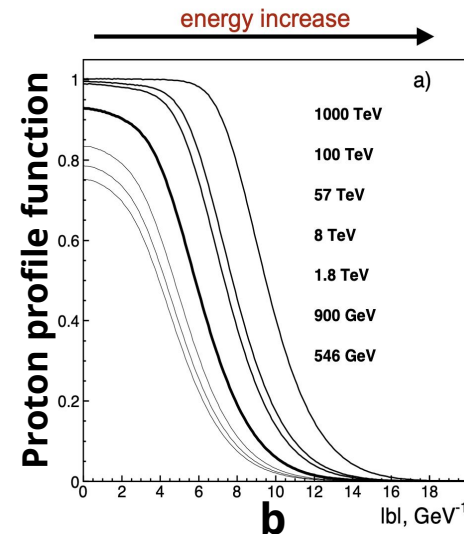 energy increase
a)
Proton profile function
1
0.8
0.6
0.4
0.2
0
1000 TeV
100 TeV
57 TeV
8 TeV
1.8 TeV
900 GeV
546 GeV
0 2 4 6 8 10 12 14 16 18
b
lbl, GeV⁻¹